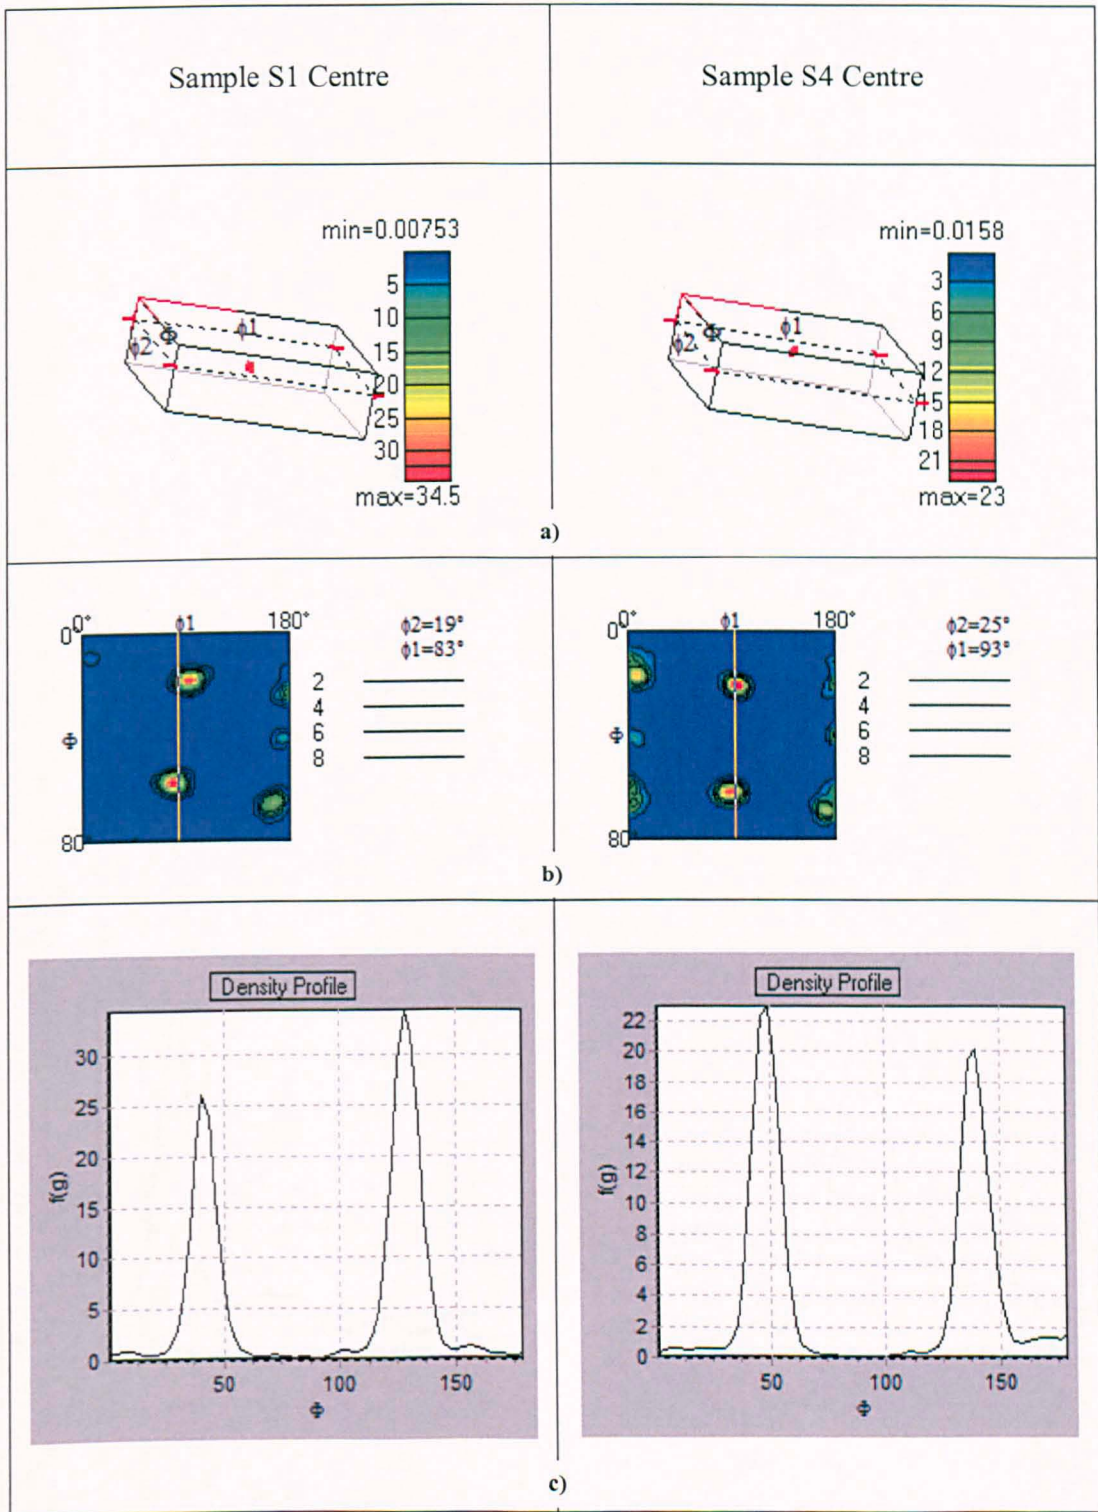 Sample S1 Centre
Sample S4 Centre
min=0.00753
5
10
15
20
25
30
max=34.5
ϕ1
Φ
ϕ2
min=0.0158
3
6
9
12
15
18
21
max=23
ϕ1
Φ
ϕ2
a)
0°
ϕ1
180°
0°
Φ
80
ϕ2=19°
ϕ1=83°
2
4
6
8
0°
ϕ1
180°
0°
Φ
80
ϕ2=25°
ϕ1=93°
2
4
6
8
b)
Density Profile
30
25
20
15
10
5
0
f(g)
50
100
150
Φ
Density Profile
22
20
18
16
14
12
10
8
6
4
2
0
f(g)
50
100
150
Φ
c)